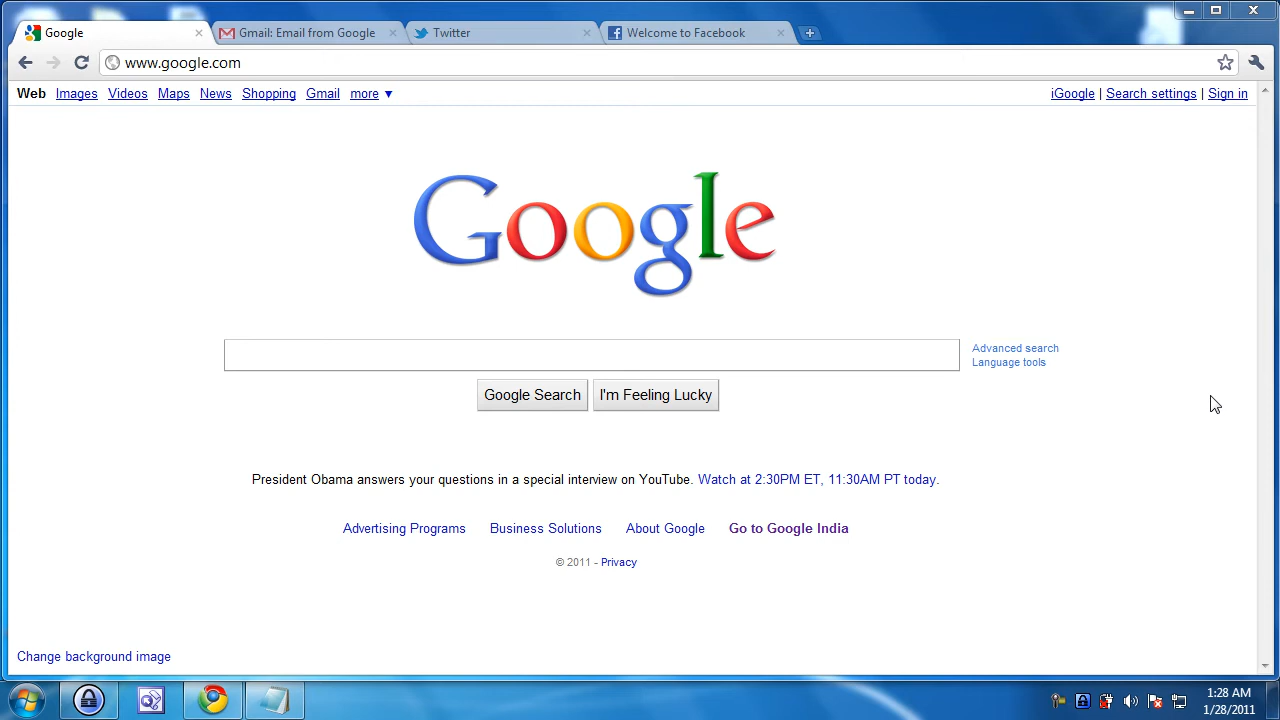 Google
Gmail: Email from Google
Twitter
Welcome to Facebook
www.google.com
Web Images Videos Maps News Shopping Gmail more ▼
iGoogle | Search settings | Sign in
Google
Advanced search
Language tools
Google Search
I'm Feeling Lucky
President Obama answers your questions in a special interview on YouTube. Watch at 2:30PM ET, 11:30AM PT today.
Advertising Programs Business Solutions About Google Go to Google India
© 2011 - Privacy
Change background image
1:28 AM
1/28/2011